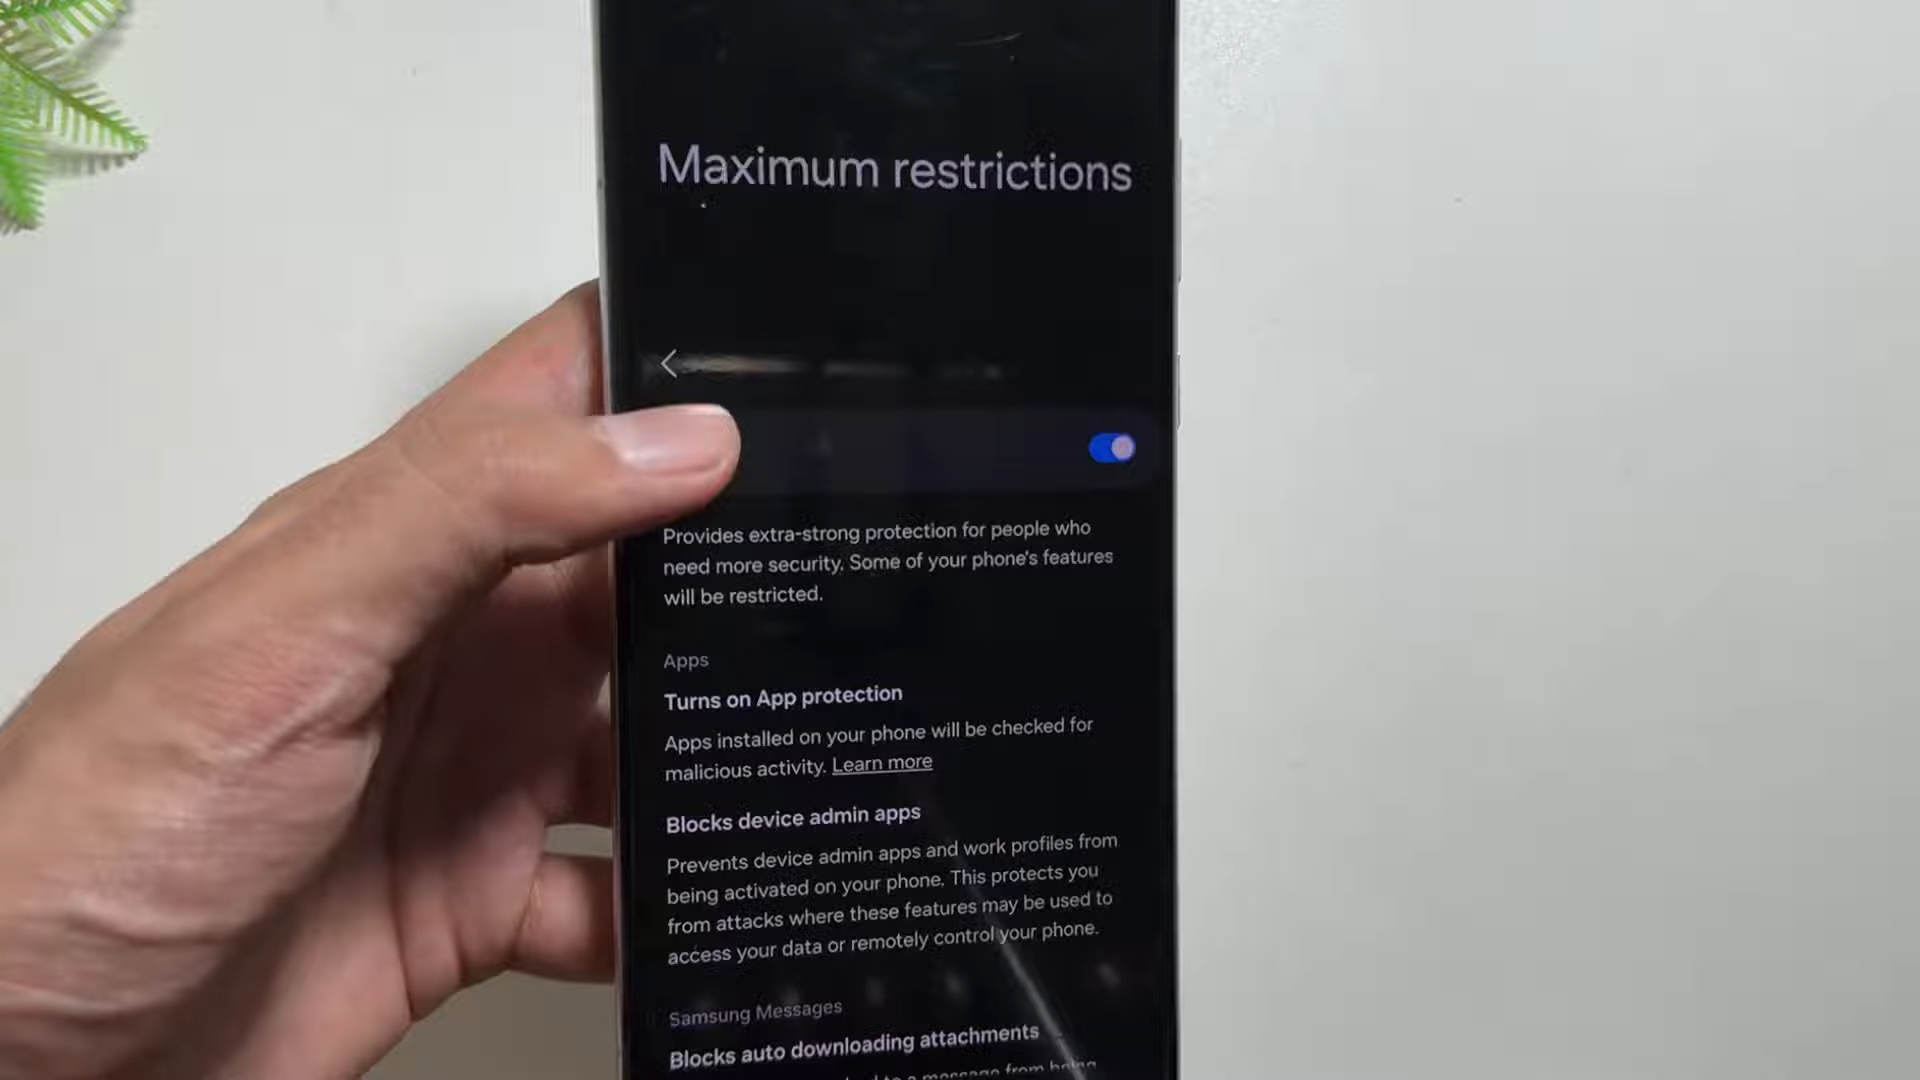 Maximum restrictions
Provides extra-strong protection for people who
need more security. Some of your phone's features
will be restricted.
Apps
Turns on App protection
Apps installed on your phone will be checked for
malicious activity. Learn more
Blocks device admin apps
Prevents device admin apps and work profiles from
being activated on your phone. This protects you
from attacks where these features may be used to
access your data or remotely control your phone.
Samsung Messages
Blocks auto downloading attachments
to a message from being